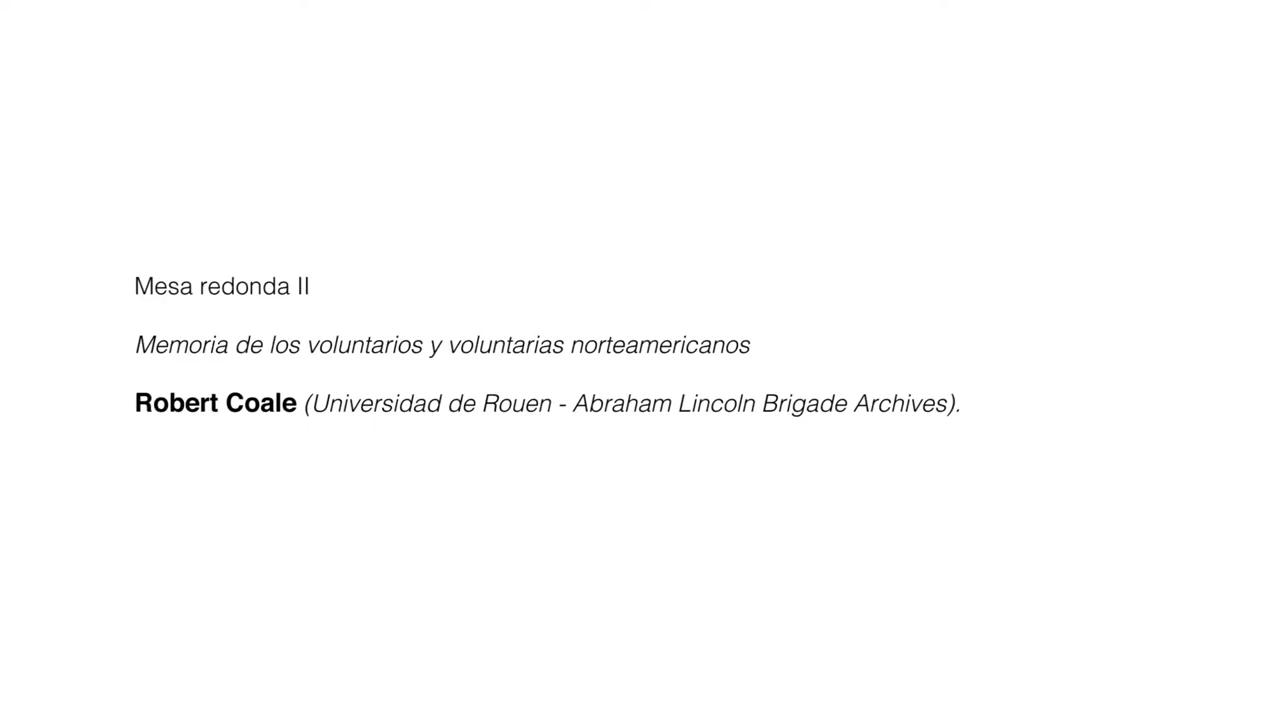 Mesa redonda II
Memoria de los voluntarios y voluntarias norteamericanos
Robert Coale (Universidad de Rouen - Abraham Lincoln Brigade Archives).